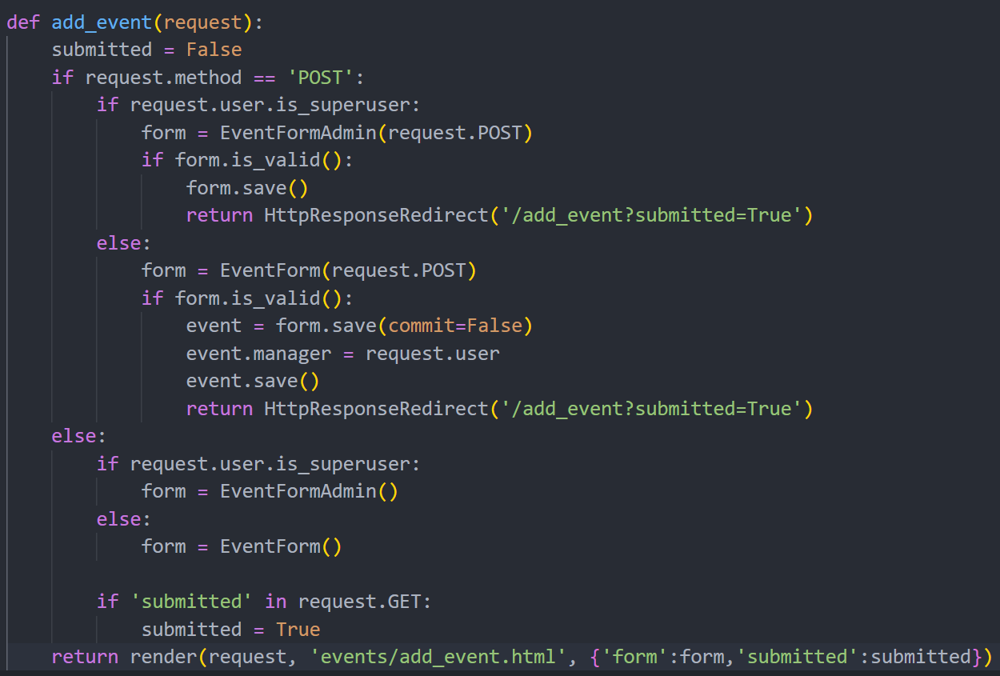 def add_event(request):
    submitted = False
    if request.method == 'POST':
        if request.user.is_superuser:
            form = EventFormAdmin(request.POST)
            if form.is_valid():
                form.save()
                return HttpResponseRedirect('/add_event?submitted=True')
        else:
            form = EventForm(request.POST)
            if form.is_valid():
                event = form.save(commit=False)
                event.manager = request.user
                event.save()
                return HttpResponseRedirect('/add_event?submitted=True')
    else:
        if request.user.is_superuser:
            form = EventFormAdmin()
        else:
            form = EventForm()

        if 'submitted' in request.GET:
            submitted = True
    return render(request, 'events/add_event.html', {'form':form,'submitted':submitted})